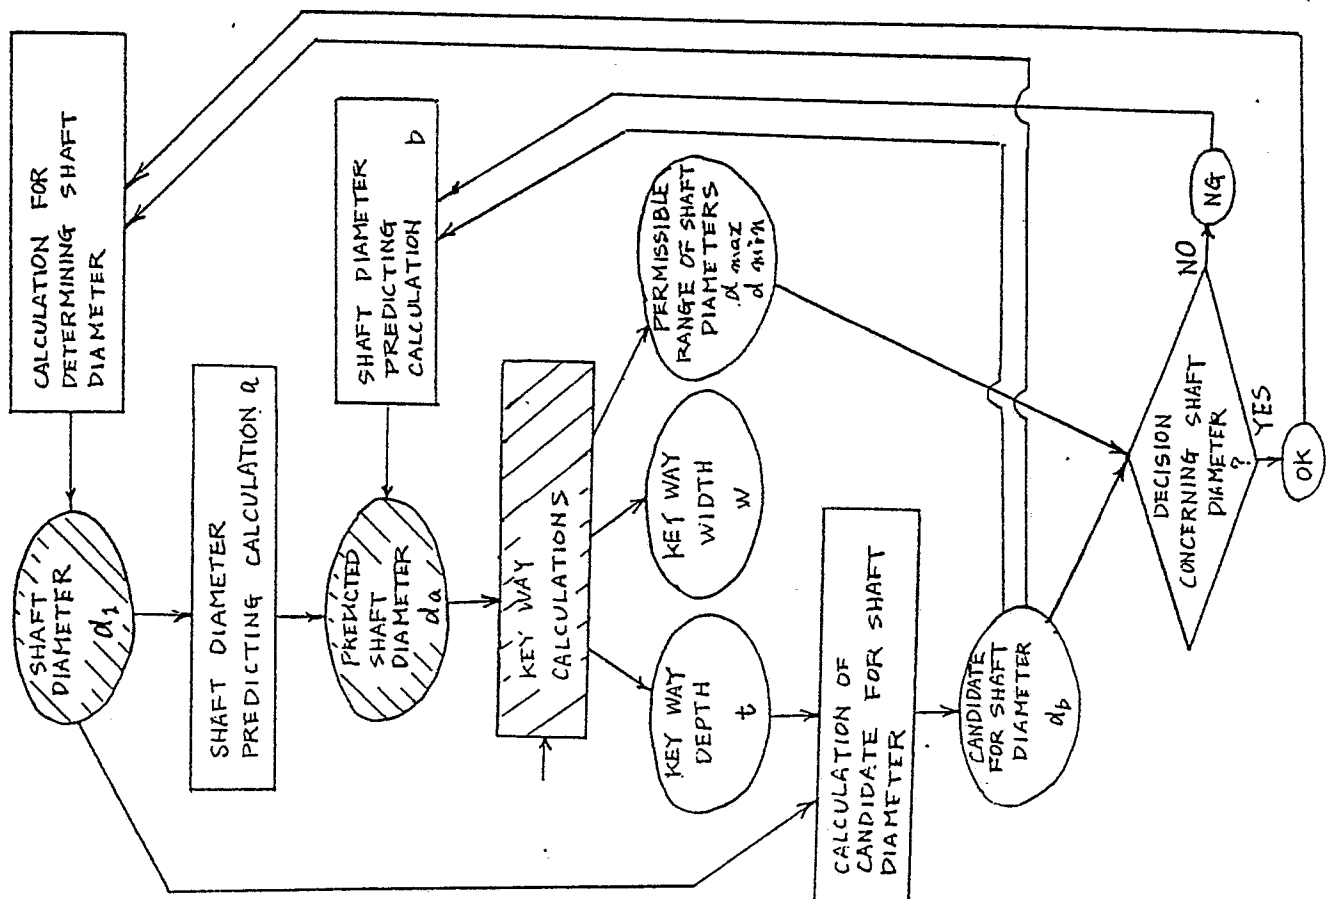 CALCULATION FOR
DETERMINING SHAFT
DIAMETER
SHAFT
DIAMETER
d1
SHAFT DIAMETER
PREDICTING CALCULATION a
SHAFT DIAMETER
PREDICTING
CALCULATION b
PREDICTED
SHAFT
DIAMETER
da
KEY WAY
CALCULATIONS
PERMISSIBLE
RANGE OF SHAFT
DIAMETERS
d max
d min
KEY WAY
WIDTH
W
KEY WAY
DEPTH
t
CALCULATION OF
CANDIDATE FOR SHAFT
DIAMETER
CANDIDATE
FOR SHAFT
DIAMETER
db
DECISION
CONCERNING SHAFT
DIAMETER
?
NO
NG
YES
OK